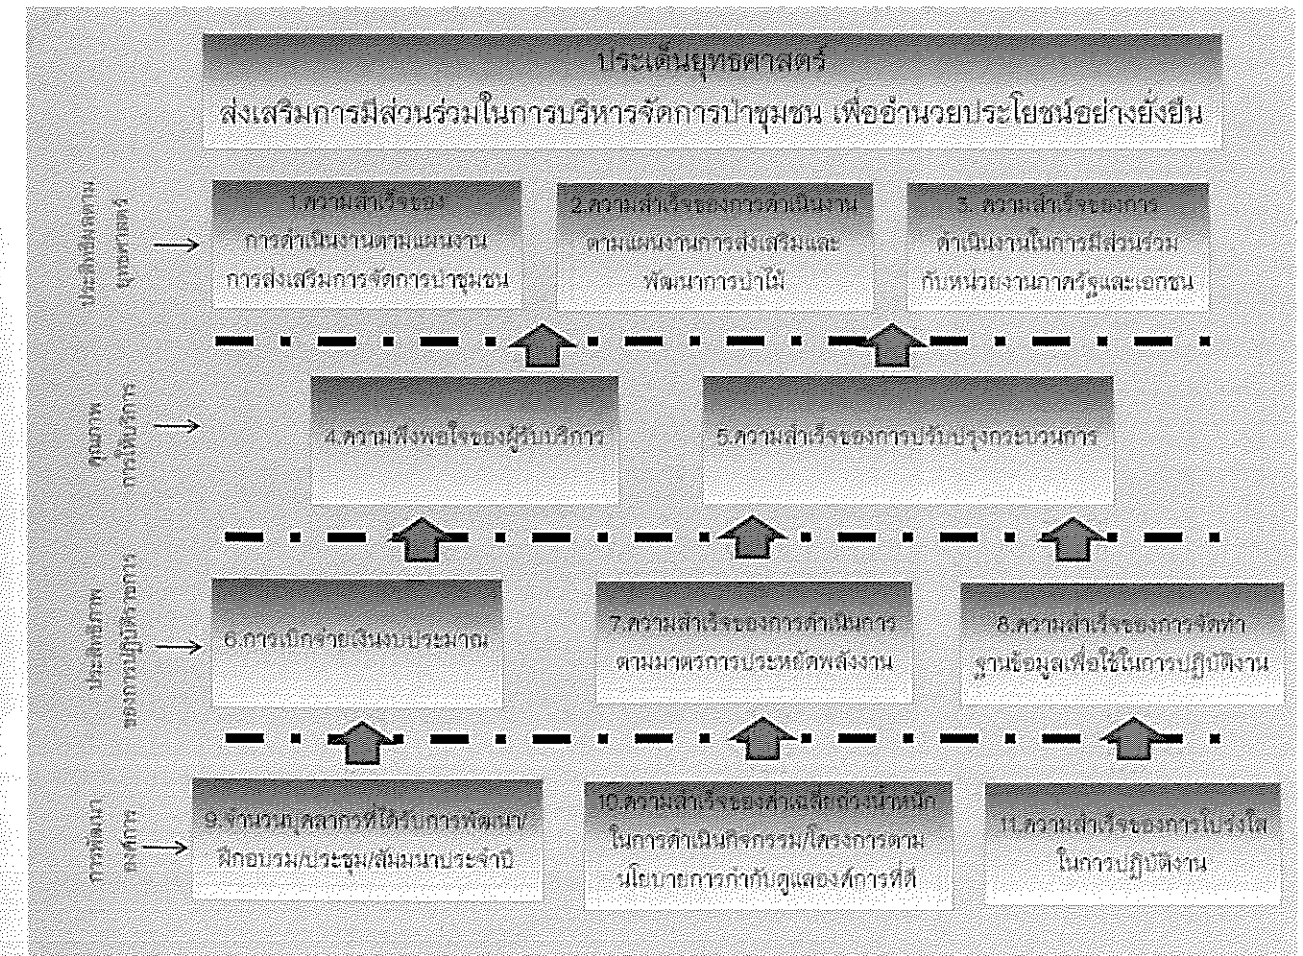 ประเด็นยุทธศาสตร์
ส่งเสริมการมีส่วนร่วมในการบริหารจัดการป่าชุมชน เพื่ออำนวยประโยชน์อย่างยั่งยืน
ประสิทธิผลตาม
ยุทธศาสตร์
1.ความสำเร็จของ
การดำเนินงานตามแผนงาน
การส่งเสริมการจัดการป่าชุมชน
2.ความสำเร็จของการดำเนินงาน
ตามแผนงานการส่งเสริมและ
พัฒนาการป่าไม้
3. ความสำเร็จของการ
ดำเนินงานในการมีส่วนร่วม
กับหน่วยงานภาครัฐและเอกชน
คุณภาพ
การให้บริการ
4.ความพึงพอใจของผู้รับบริการ
5.ความสำเร็จของการปรับปรุงกระบวนการ
ประสิทธิภาพ
ของการปฏิบัติราชการ
6.การเบิกจ่ายเงินงบประมาณ
7.ความสำเร็จของการดำเนินการ
ตามมาตรการประหยัดพลังงาน
8.ความสำเร็จของการจัดทำ
ฐานข้อมูลเพื่อใช้ในการปฏิบัติงาน
การพัฒนา
องค์การ
9.จำนวนบุคลากรที่ได้รับการพัฒนา/
ฝึกอบรม/ประชุม/สัมมนาประจำปี
10.ความสำเร็จของค่าเฉลี่ยถ่วงน้ำหนัก
ในการดำเนินกิจกรรม/โครงการตาม
นโยบายการกำกับดูแลองค์การที่ดี
11.ความสำเร็จของการโปร่งใส
ในการปฏิบัติงาน